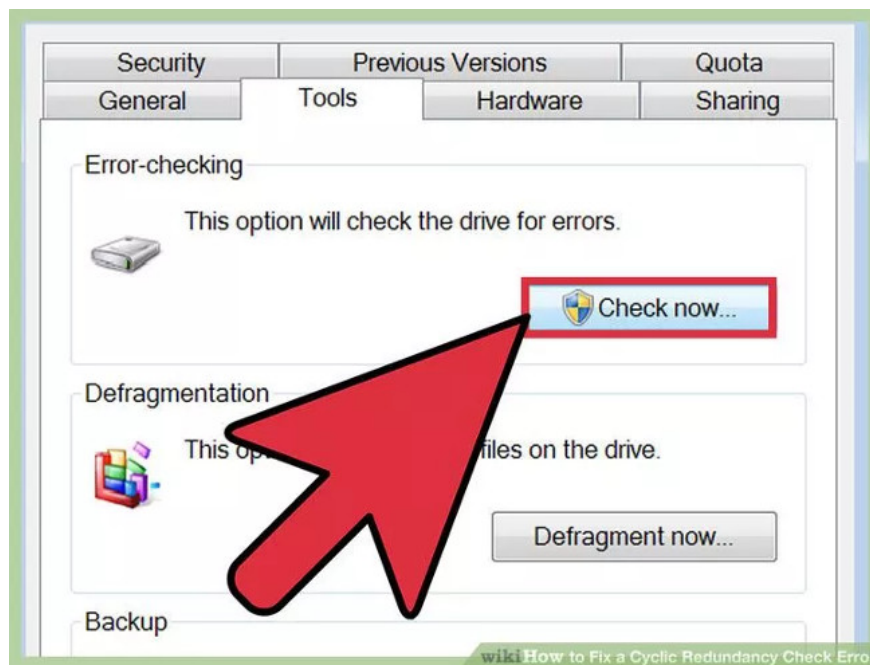 Security Previous Versions Quota
General Tools Hardware Sharing
Error-checking
This option will check the drive for errors.
Check now...
Defragmentation
This files on the drive.
Defragment now...
Backup
wikiHow to Fix a Cyclic Redundancy Check Erro